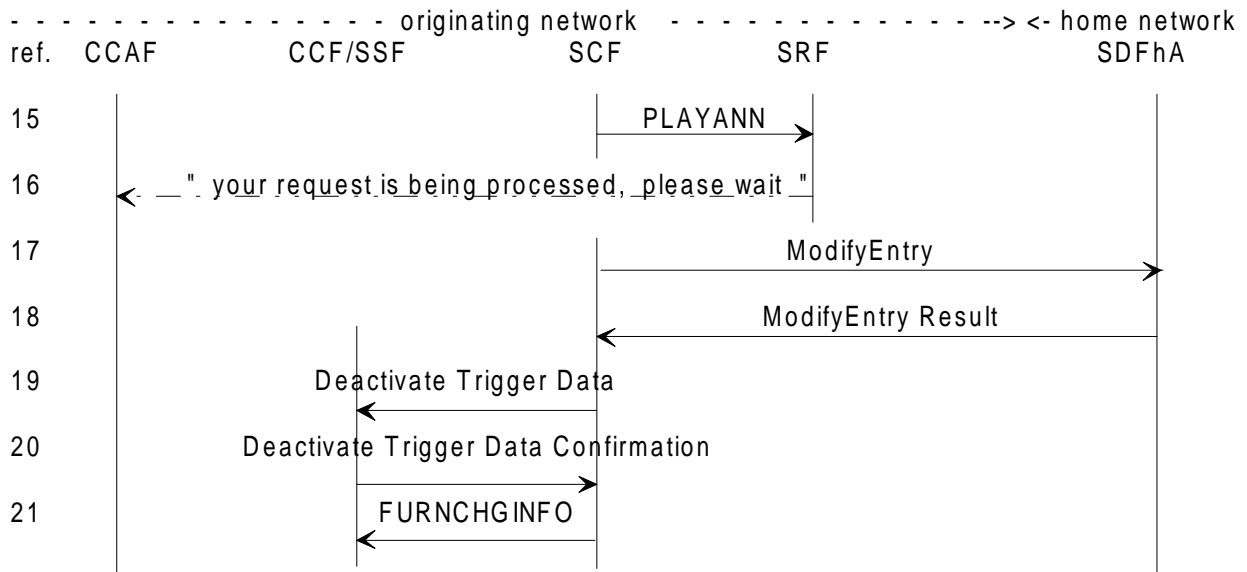 - - - - - - - - - - - - - - - - originating network - - - - - - - - - - - - - --> <- home network
ref. CCAF CCF/SSF SCF SRF SDFhA
15 PLAYANN
16 " your request is being processed, please wait "
17 ModifyEntry
18 ModifyEntry Result
19 Deactivate Trigger Data
20 Deactivate Trigger Data Confirmation
21 FURNCHGINFO